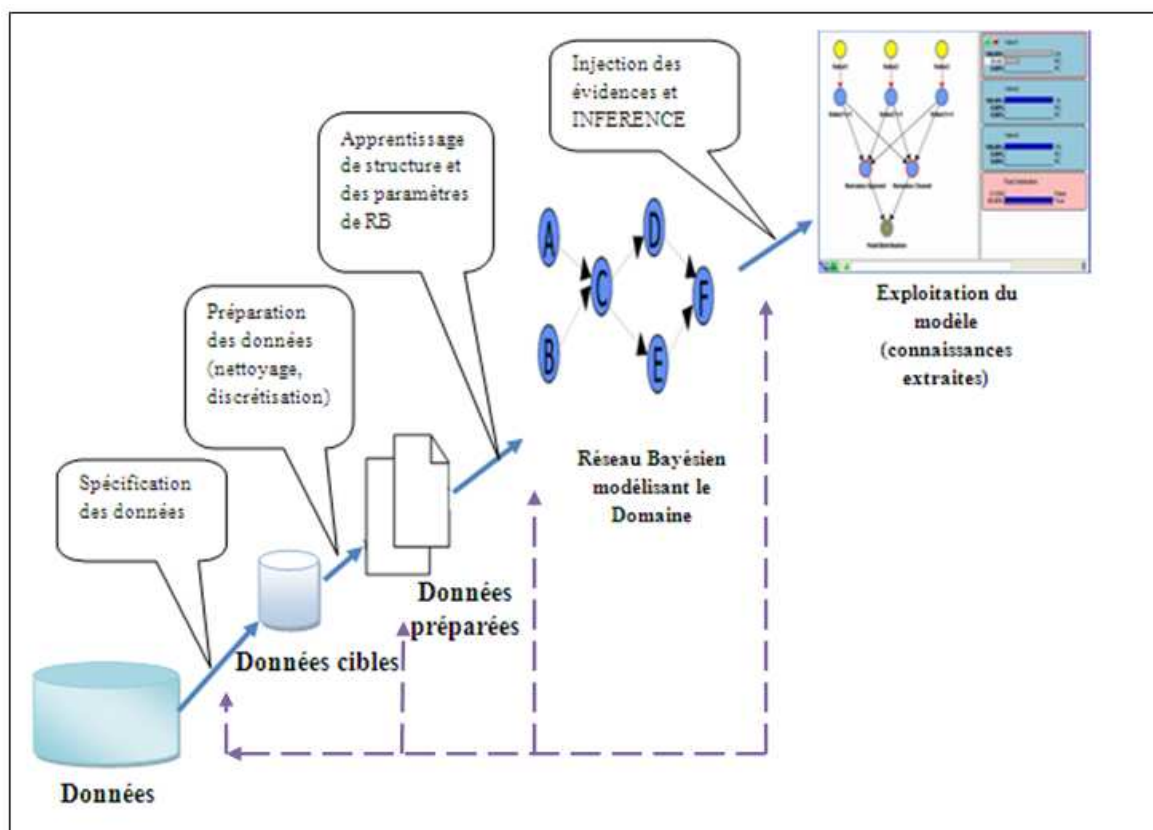 Injection des
évidences et
INFERENCE
Apprentissage
de structure et
des paramètres
de RB
Préparation
des données
(nettoyage,
discrétisation)
Spécification
des données
A
B
C
D
E
F
Exploitation du
modèle
(connaissances
extraites)
Réseau Bayésien
modélisant le
Domaine
Données
préparées
Données cibles
Données